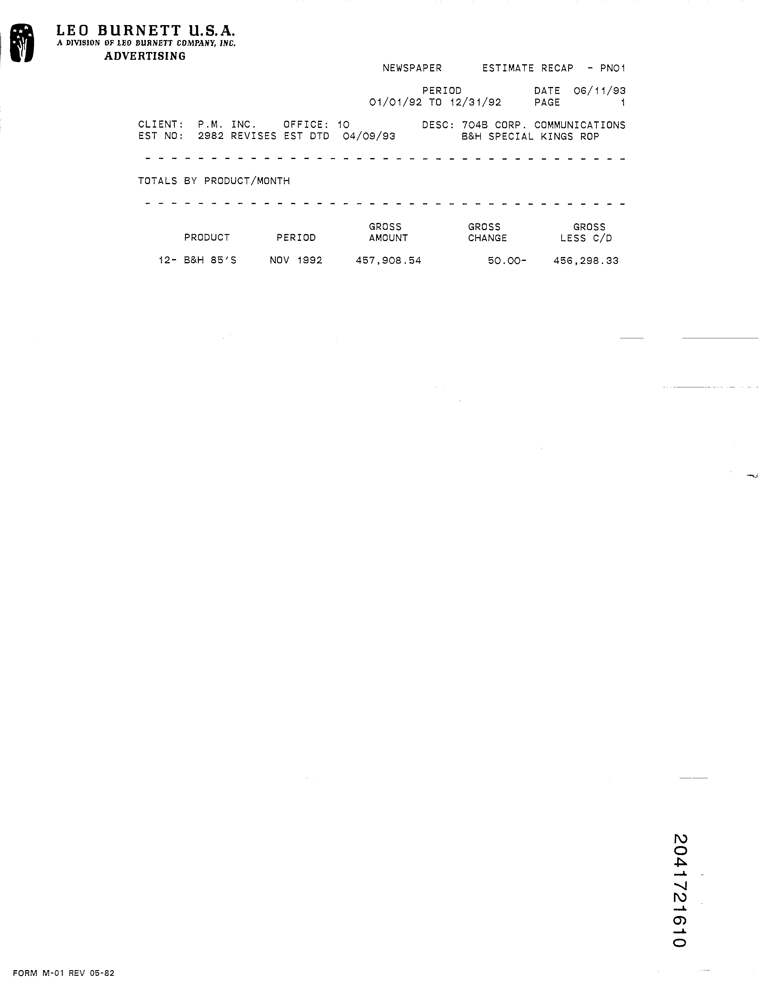 LEO BURNETT U.S.A.
A DIVISION OF LEO BURNETT COMPANY, INC.
ADVERTISING
NEWSPAPER ESTIMATE RECAP - PN01
PERIOD DATE 06/11/93
01/01/92 TO 12/31/92 PAGE 1
CLIENT: P.M. INC. OFFICE: 10 DESC: 704B CORP. COMMUNICATIONS
EST NO: 2982 REVISES EST DTD 04/09/93 B&H SPECIAL KINGS ROP
- - - - - - - - - - - - - - - - - - - - - - - - - - - - - - - - - - - - -
TOTALS BY PRODUCT/MONTH
- - - - - - - - - - - - - - - - - - - - - - - - - - - - - - - - - - - - -
GROSS GROSS GROSS
PRODUCT PERIOD AMOUNT CHANGE LESS C/D
12- B&H 85'S NOV 1992 457,908.54 50.00- 456,298.33
2041721610
FORM M-01 REV 05-82